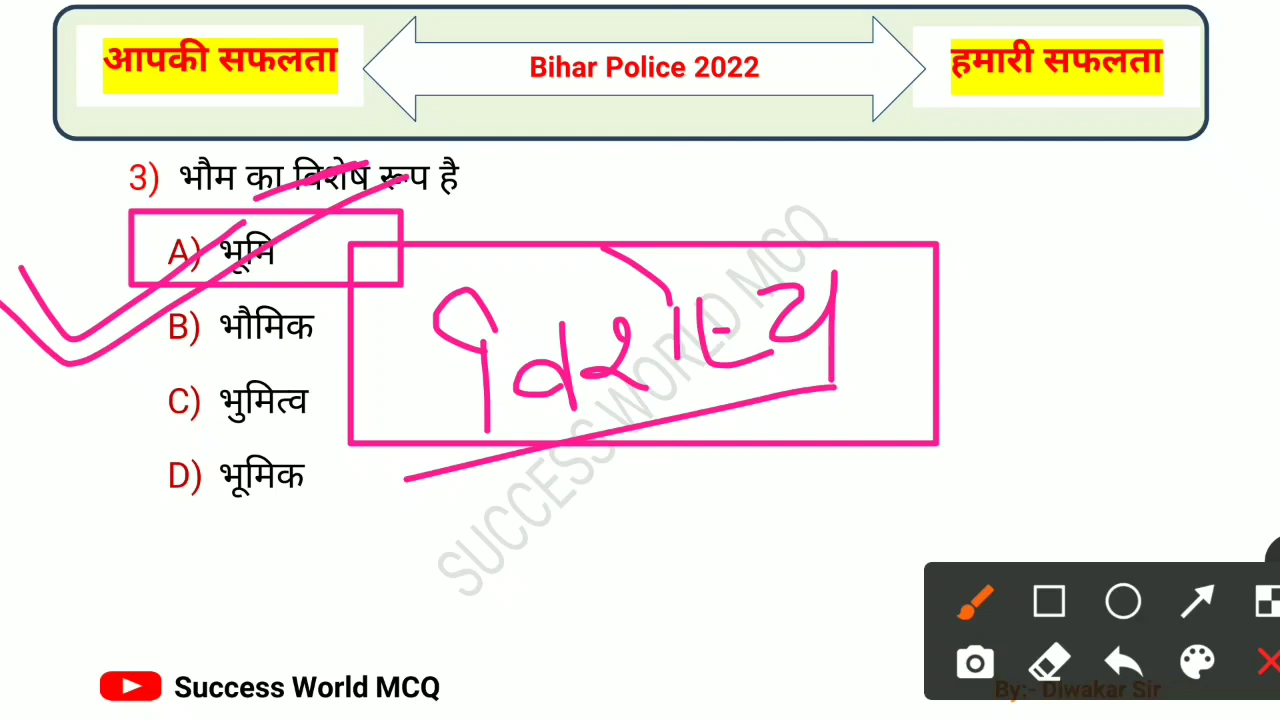 आपकी सफलता
Bihar Police 2022
हमारी सफलता
3) भौम का विशेष रूप है
A) भूमि
B) भौमिक
C) भुमित्व
D) भूमिक
SUCCESS WORLD MCQ
Success World MCQ
By:- Diwakar Sir